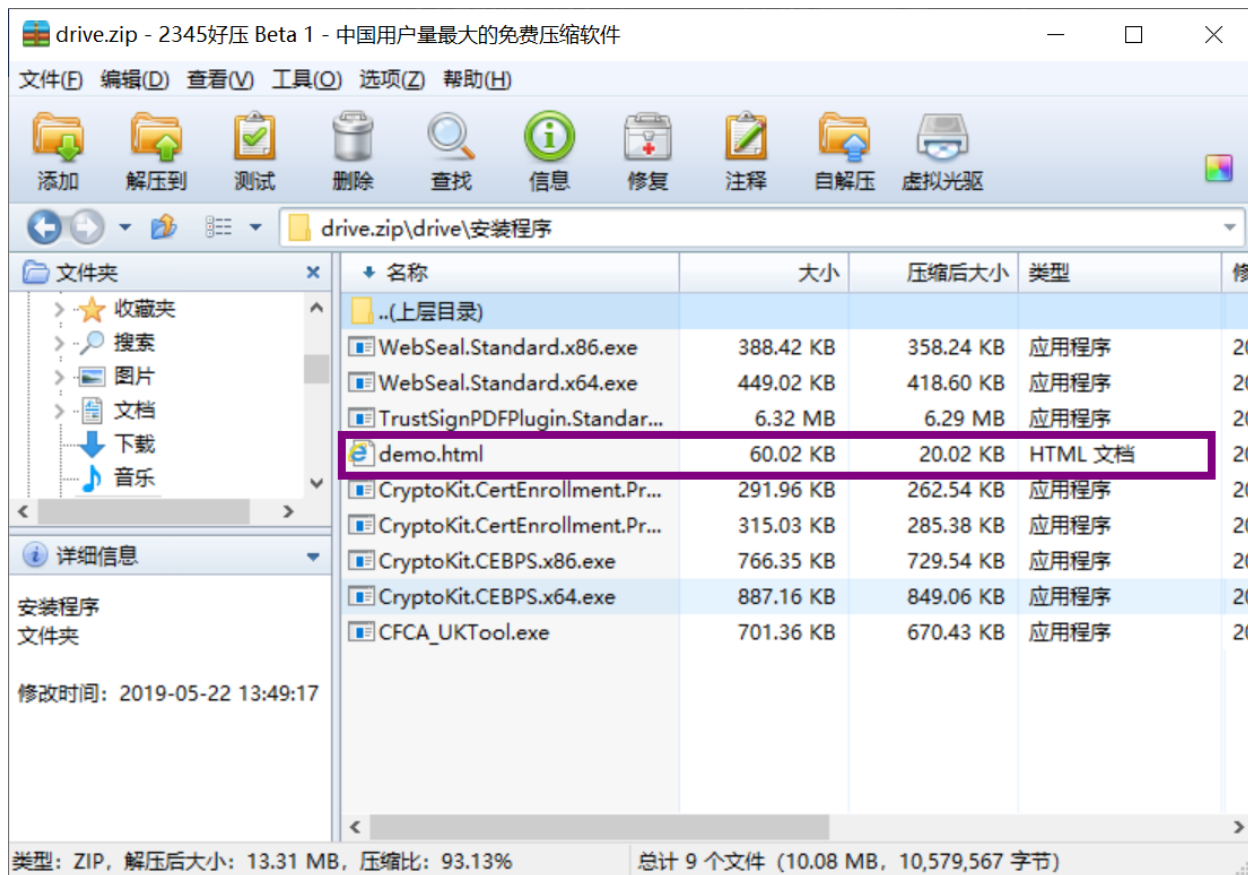 drive.zip - 2345好压 Beta 1 - 中国用户量最大的免费压缩软件
文件(F) 编辑(D) 查看(V) 工具(O) 选项(Z) 帮助(H)
添加 解压到 测试 删除 查找 信息 修复 注释 自解压 虚拟光驱
drive.zip\drive\安装程序
文件夹
收藏夹
搜索
图片
文档
下载
音乐
详细信息
安装程序
文件夹
修改时间：2019-05-22 13:49:17
名称 大小 压缩后大小 类型 修
..(上层目录)
WebSeal.Standard.x86.exe 388.42 KB 358.24 KB 应用程序 20
WebSeal.Standard.x64.exe 449.02 KB 418.60 KB 应用程序 20
TrustSignPDFPlugin.Standar... 6.32 MB 6.29 MB 应用程序 20
demo.html 60.02 KB 20.02 KB HTML 文档 20
CryptoKit.CertEnrollment.Pr... 291.96 KB 262.54 KB 应用程序 20
CryptoKit.CertEnrollment.Pr... 315.03 KB 285.38 KB 应用程序 20
CryptoKit.CEBPS.x86.exe 766.35 KB 729.54 KB 应用程序 20
CryptoKit.CEBPS.x64.exe 887.16 KB 849.06 KB 应用程序 20
CFCA_UKTool.exe 701.36 KB 670.43 KB 应用程序 20
类型：ZIP，解压后大小：13.31 MB，压缩比：93.13% 总计 9 个文件（10.08 MB，10,579,567 字节）